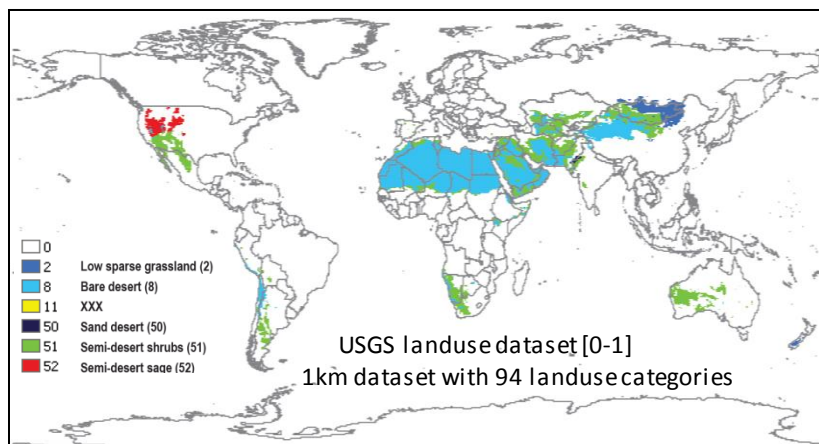 0
2 Low sparse grassland (2)
8 Bare desert (8)
11 XXX
50 Sand desert (50)
51 Semi-desert shrubs (51)
52 Semi-desert sage (52)
USGS landuse dataset [0-1]
1km dataset with 94 landuse categories